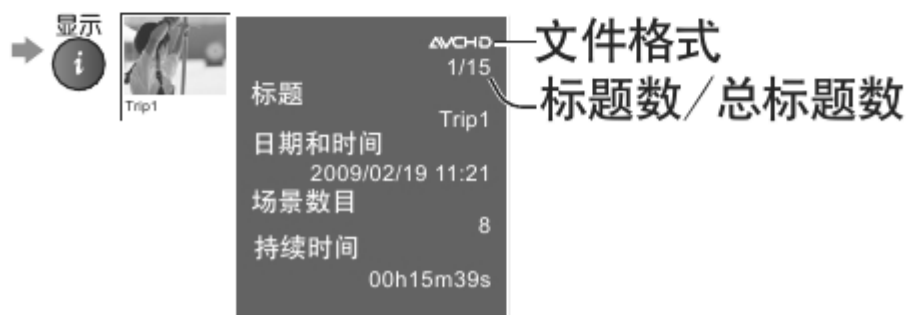 显示
i
Trip1
AVCHD
1/15
标题
Trip1
日期和时间
2009/02/19 11:21
场景数目
8
持续时间
00h15m39s
文件格式
标题数/总标题数